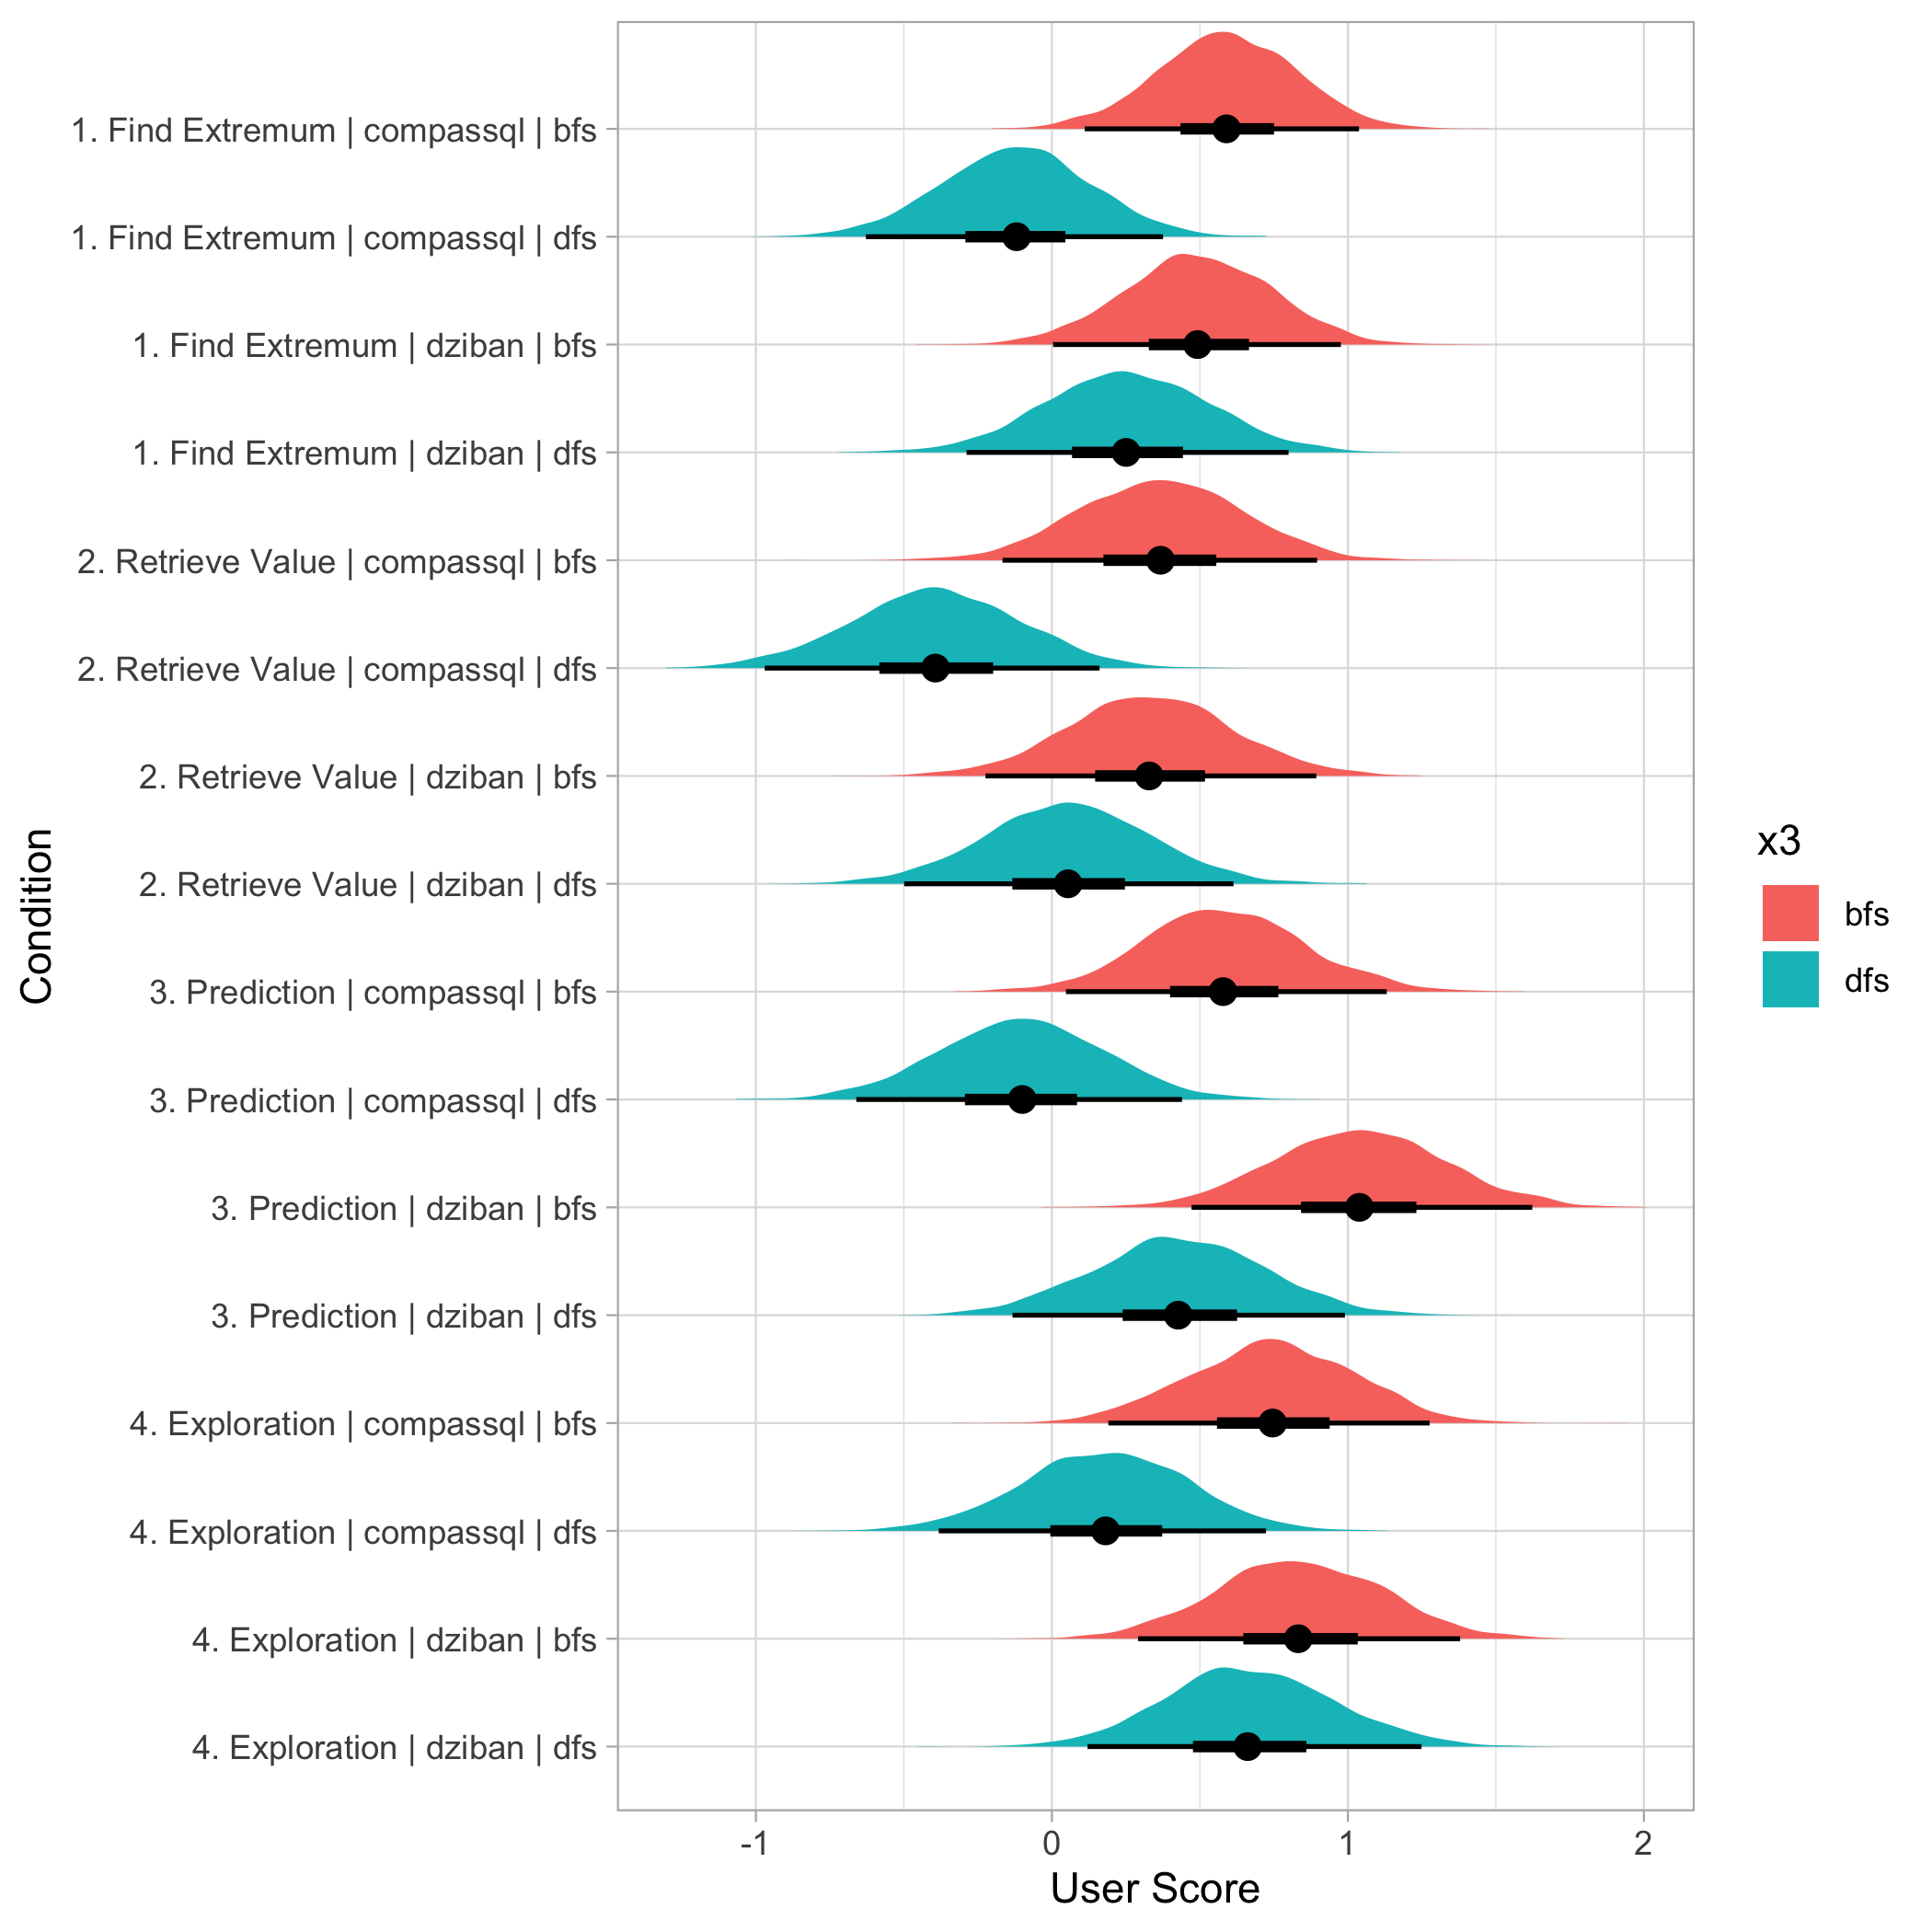 1. Find Extremum | compassql | bfs
1. Find Extremum | compassql | dfs
1. Find Extremum | dziban | bfs
1. Find Extremum | dziban | dfs
2. Retrieve Value | compassql | bfs
2. Retrieve Value | compassql | dfs
2. Retrieve Value | dziban | bfs
2. Retrieve Value | dziban | dfs
3. Prediction | compassql | bfs
3. Prediction | compassql | dfs
3. Prediction | dziban | bfs
3. Prediction | dziban | dfs
4. Exploration | compassql | bfs
4. Exploration | compassql | dfs
4. Exploration | dziban | bfs
4. Exploration | dziban | dfs
Condition
-1 0 1 2
User Score
x3
bfs
dfs